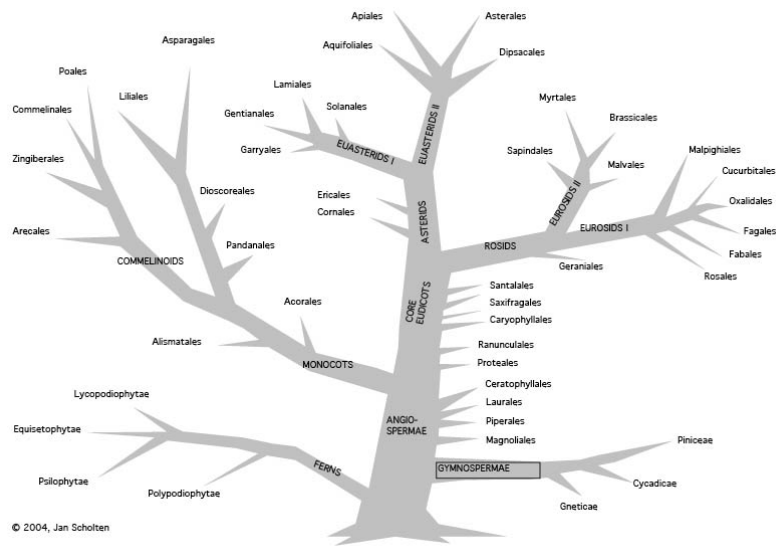 Apiales
Asterales
Asparagales
Aquifoliales
Dipsacales
Poales
Lamiales
Liliales
Myrtales
Commelinales
Solanales
Gentianales
Brassicales
EUASTERIDS II
Garryales
EUASTERIDS I
Sapindales
Malpighiales
Zingiberales
Malvales
Cucurbitales
Dioscoreales
Ericales
EUROSIDS II
Oxalidales
Cornales
ASTERIDS
EUROSIDS I
Arecales
Pandanales
ROSIDS
Fagales
COMMELINOIDS
Geraniales
Fabales
Rosales
Santalales
Acorales
CORE
EUDICOTS
Saxifragales
Caryophyllales
Alismatales
Ranunculales
MONOCOTS
Proteales
Ceratophyllales
Lycopodiophytae
Laurales
ANGIO-
SPERMAE
Piperales
Equisetophytae
Magnoliales
Piniceae
FERNS
GYMNOSPERMAE
Psilophytae
Cycadicae
Polypodiophytae
Gneticae
© 2004, Jan Scholten